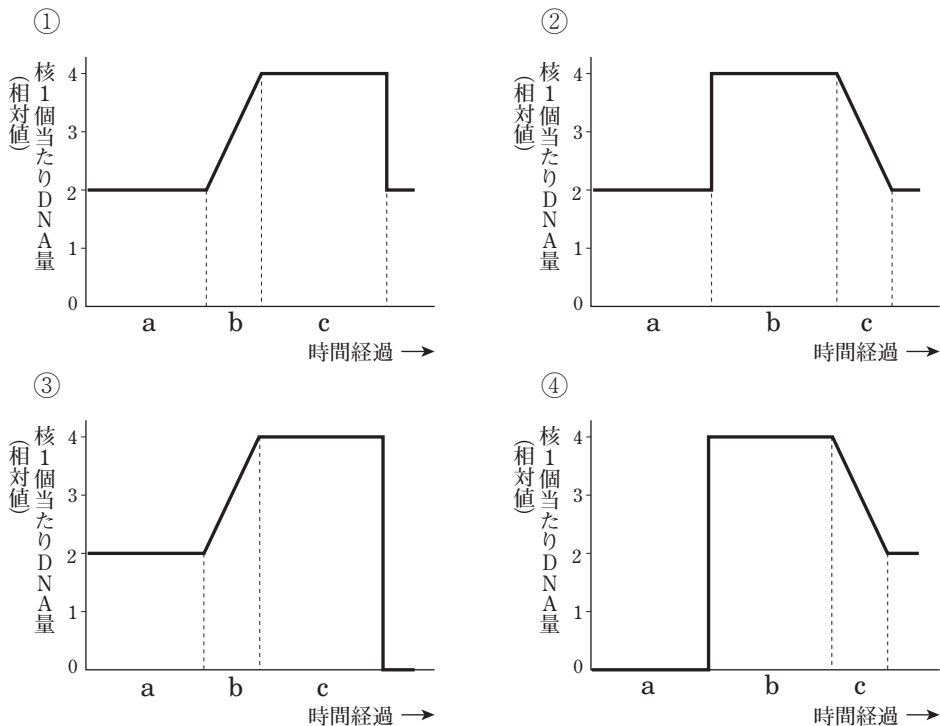 ①
核1個当たりDNA量
(相対値)
4
3
2
1
0
a b c
時間経過 →
②
核1個当たりDNA量
(相対値)
4
3
2
1
0
a b c
時間経過 →
③
核1個当たりDNA量
(相対値)
4
3
2
1
0
a b c
時間経過 →
④
核1個当たりDNA量
(相対値)
4
3
2
1
0
a b c
時間経過 →